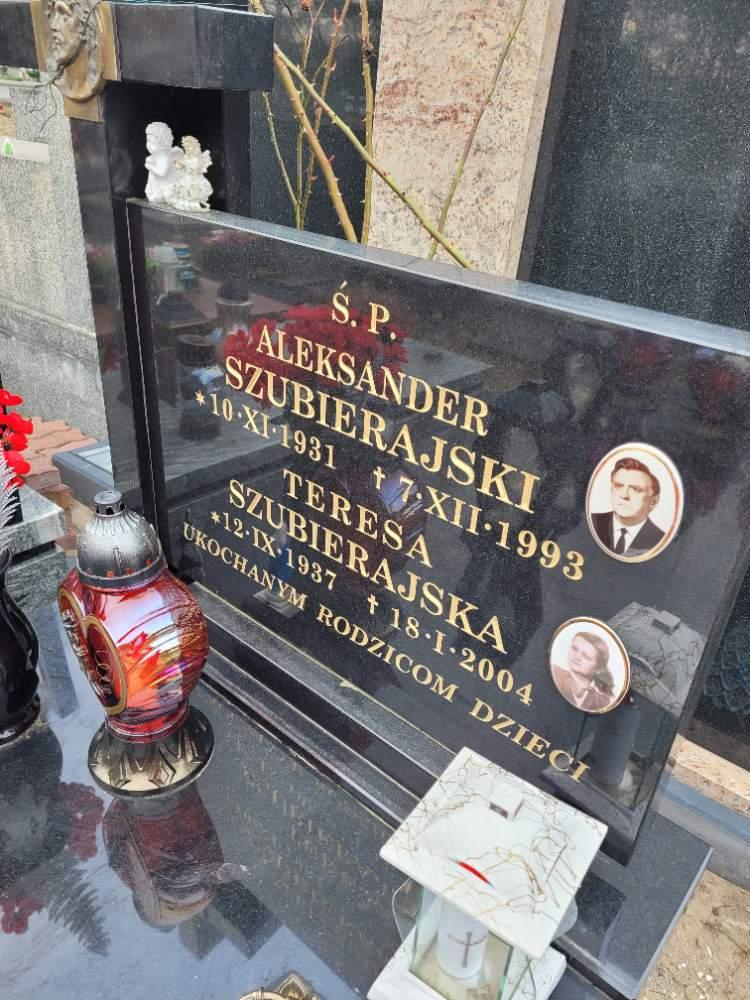 Ś. P.
ALEKSANDER
SZUBIERAJSKI
*10·XI·1931 †7·XII·1993
TERESA
SZUBIERAJSKA
*12·IX·1937 †18·I·2004
UKOCHANYM RODZICOM DZIECI